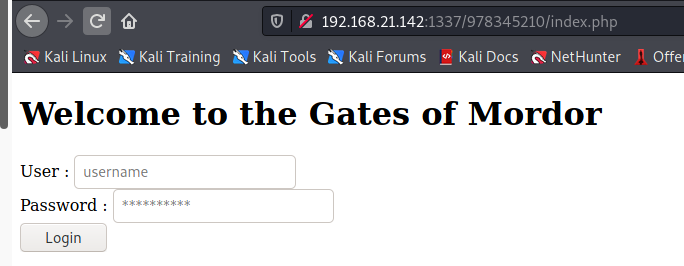 192.168.21.142:1337/978345210/index.php
Kali Linux Kali Training Kali Tools Kali Forums Kali Docs NetHunter Offe
Welcome to the Gates of Mordor
User : username
Password : **********
Login